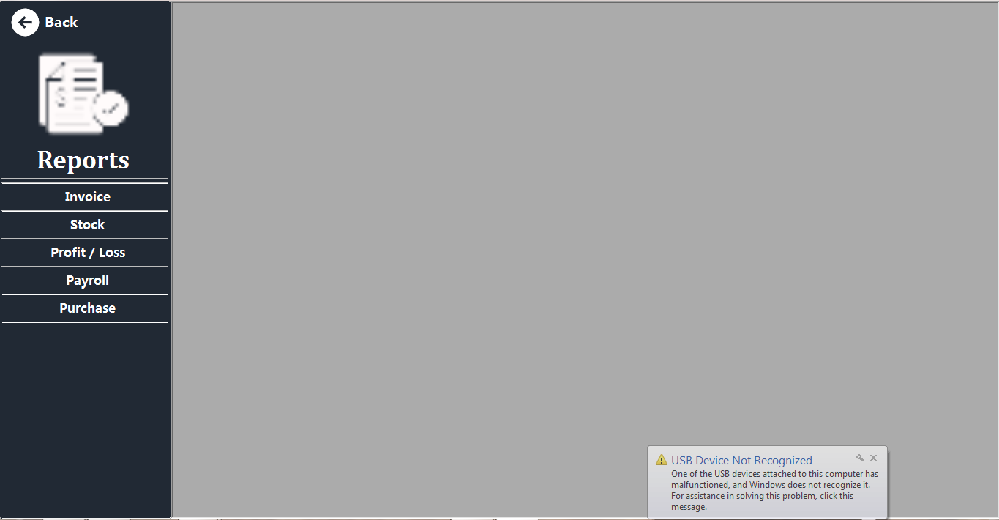 Back
Reports
Invoice
Stock
Profit / Loss
Payroll
Purchase
USB Device Not Recognized
One of the USB devices attached to this computer has
malfunctioned, and Windows does not recognize it.
For assistance in solving this problem, click this
message.